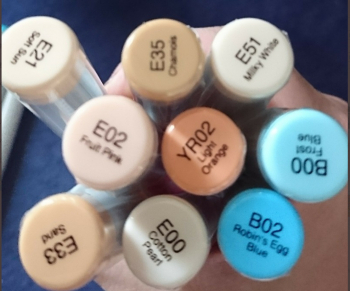 E21
Soft Sun
E35
Chamois
E51
Milky White
E02
Fruit Pink
YR02
Light
Orange
B00
Frost
Blue
E33
Sand
E00
Cotton
Pearl
B02
Robin's Egg
Blue